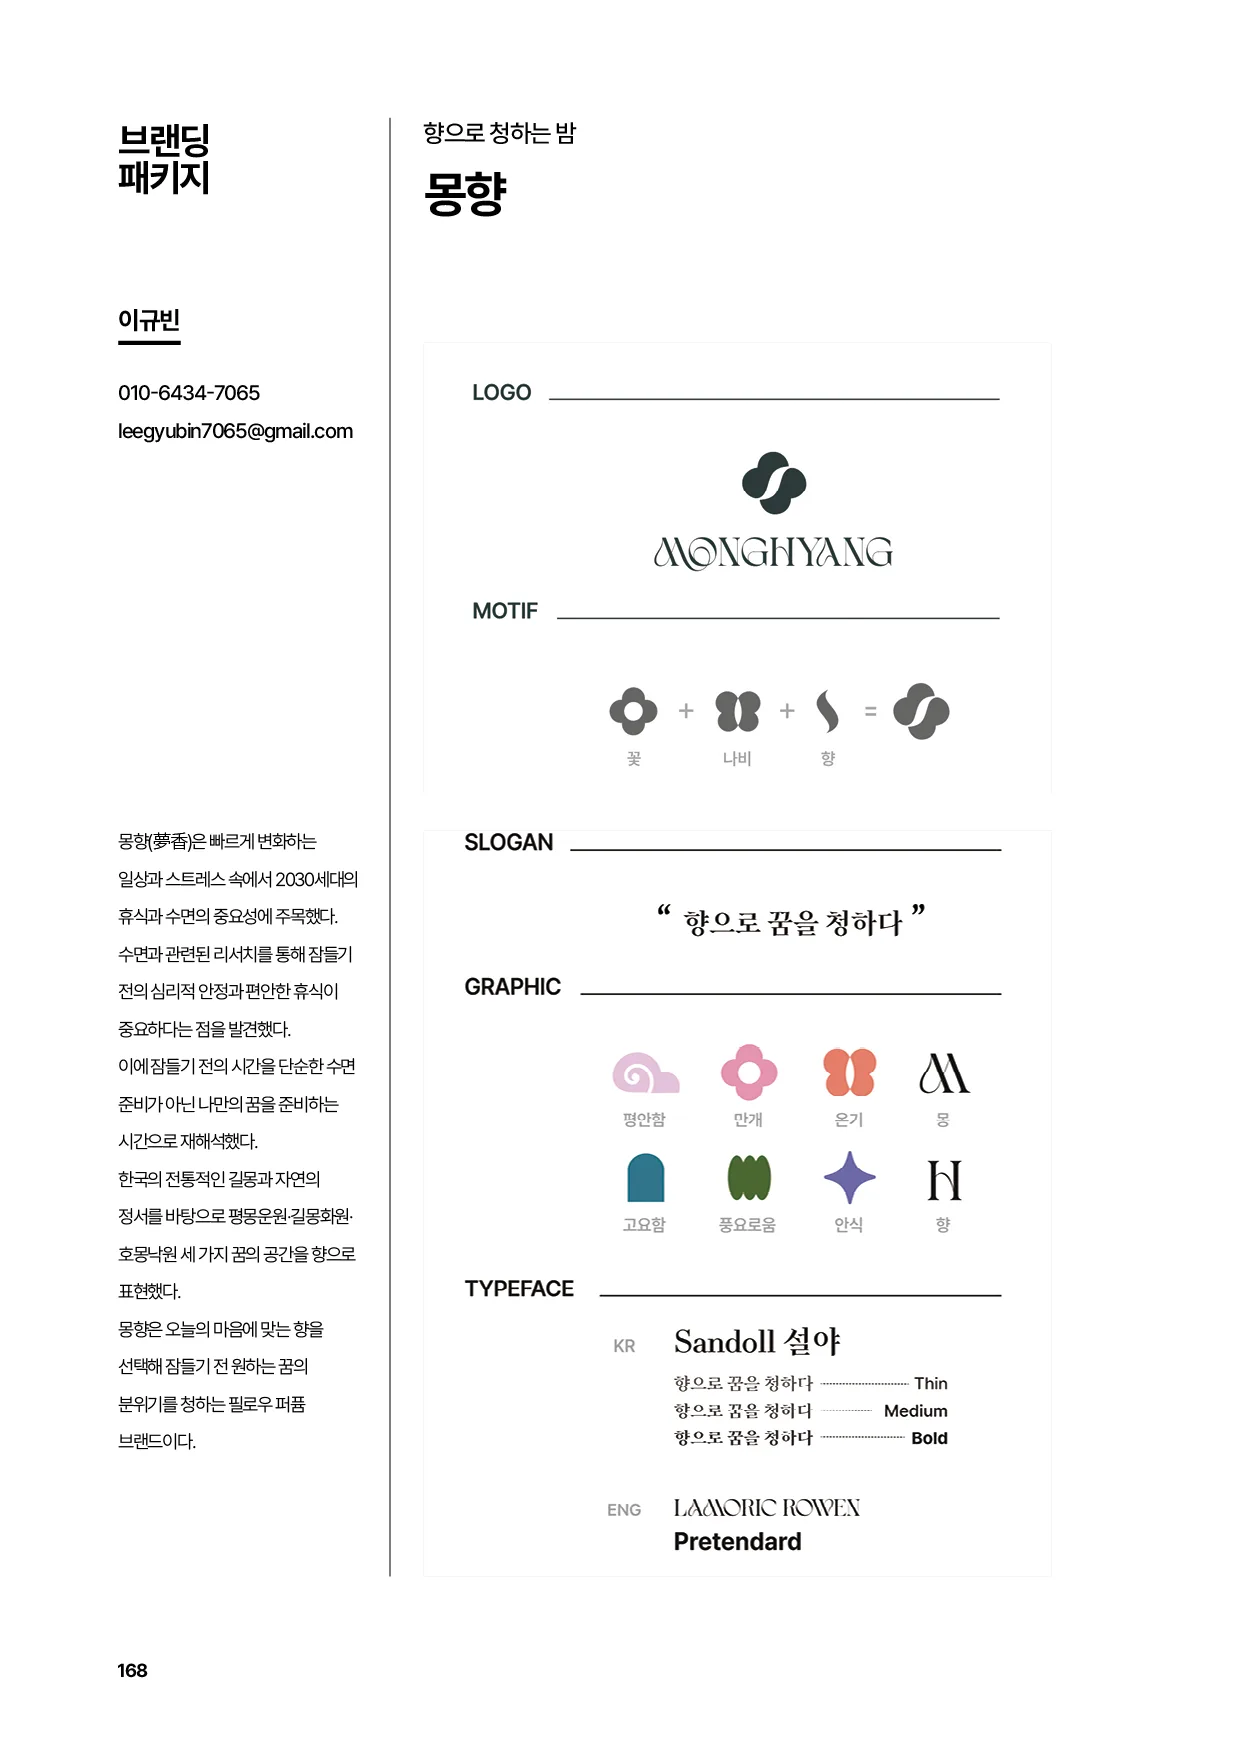 브랜딩
패키지
이규빈
010-6434-7065
leegyubin7065@gmail.com
몽향(夢香)은 빠르게 변화하는
일상과 스트레스 속에서 2030세대의
휴식과 수면의 중요성에 주목했다.
수면과 관련된 리서치를 통해 잠들기
전의 심리적 안정과 편안한 휴식이
중요하다는 점을 발견했다.
이에 잠들기 전의 시간을 단순한 수면
준비가 아닌 나만의 꿈을 준비하는
시간으로 재해석했다.
한국의 전통적인 길몽과 자연의
정서를 바탕으로 평몽운원·길몽화원·
호몽낙원 세 가지 꿈의 공간을 향으로
표현했다.
몽향은 오늘의 마음에 맞는 향을
선택해 잠들기 전 원하는 꿈의
분위기를 청하는 필로우 퍼퓸
브랜드이다.
향으로 청하는 밤
몽향
LOGO
MONGHYANG
MOTIF
+ + =
꽃 나비 향
SLOGAN
“ 향으로 꿈을 청하다 ”
GRAPHIC
M
평안함 만개 온기 몽
H
고요함 풍요로움 안식 향
TYPEFACE
KR Sandoll 설야
향으로 꿈을 청하다 Thin
향으로 꿈을 청하다 Medium
향으로 꿈을 청하다 Bold
ENG LAMORIC ROWEN
Pretendard
168